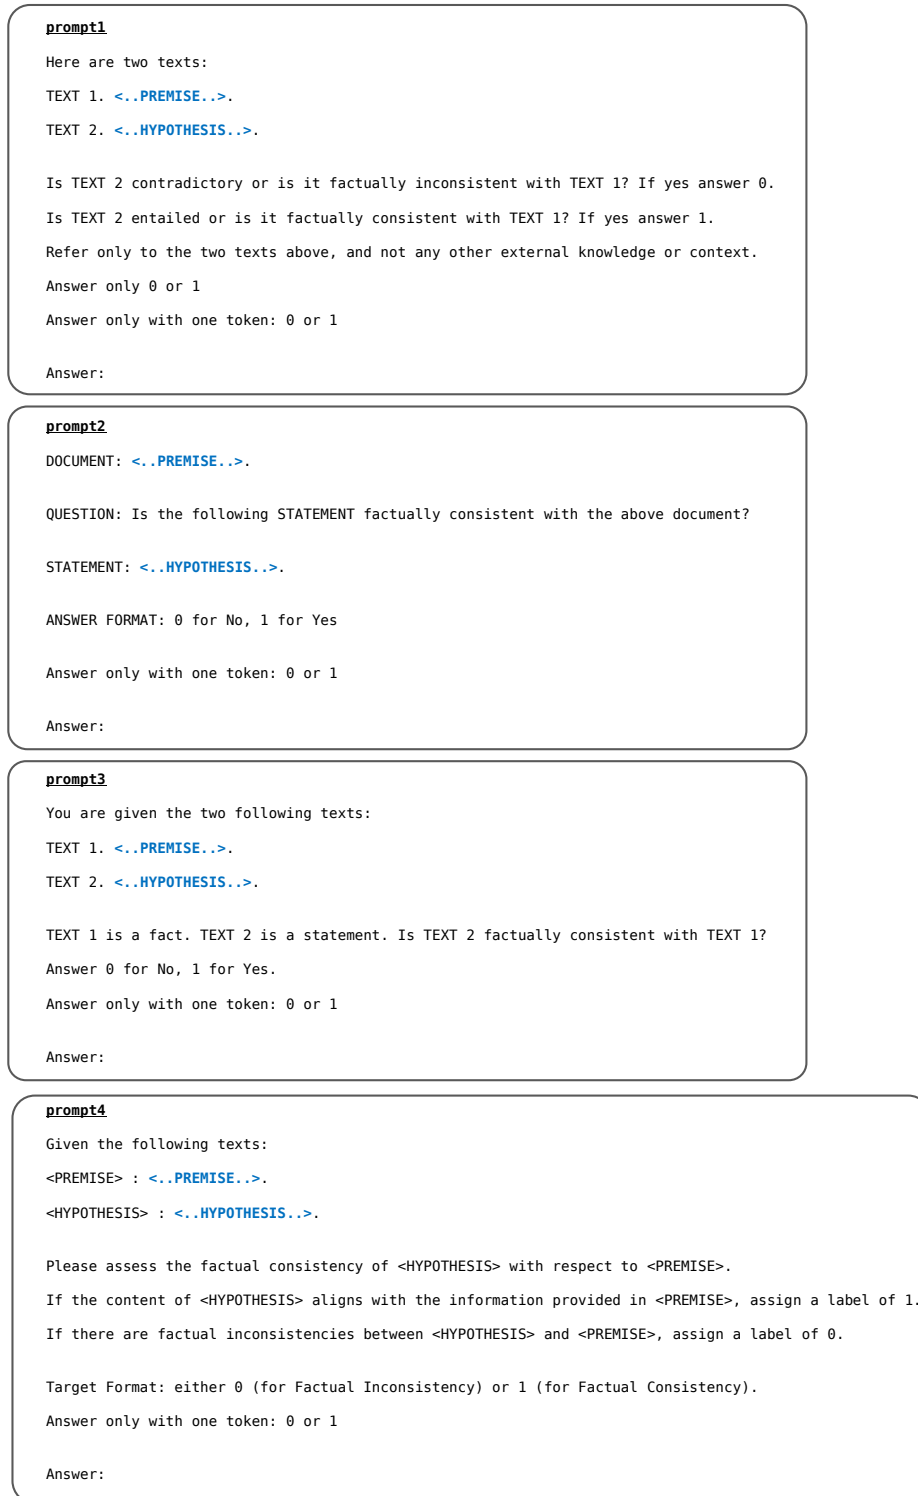 prompt1
Here are two texts:
TEXT 1. <..PREMISE..>.
TEXT 2. <..HYPOTHESIS..>.
Is TEXT 2 contradictory or is it factually inconsistent with TEXT 1? If yes answer 0.
Is TEXT 2 entailed or is it factually consistent with TEXT 1? If yes answer 1.
Refer only to the two texts above, and not any other external knowledge or context.
Answer only 0 or 1
Answer only with one token: 0 or 1
Answer:
prompt2
DOCUMENT: <..PREMISE..>.
QUESTION: Is the following STATEMENT factually consistent with the above document?
STATEMENT: <..HYPOTHESIS..>.
ANSWER FORMAT: 0 for No, 1 for Yes
Answer only with one token: 0 or 1
Answer:
prompt3
You are given the two following texts:
TEXT 1. <..PREMISE..>.
TEXT 2. <..HYPOTHESIS..>.
TEXT 1 is a fact. TEXT 2 is a statement. Is TEXT 2 factually consistent with TEXT 1?
Answer 0 for No, 1 for Yes.
Answer only with one token: 0 or 1
Answer:
prompt4
Given the following texts:
<PREMISE> : <..PREMISE..>.
<HYPOTHESIS> : <..HYPOTHESIS..>.
Please assess the factual consistency of <HYPOTHESIS> with respect to <PREMISE>.
If the content of <HYPOTHESIS> aligns with the information provided in <PREMISE>, assign a label of 1.
If there are factual inconsistencies between <HYPOTHESIS> and <PREMISE>, assign a label of 0.
Target Format: either 0 (for Factual Inconsistency) or 1 (for Factual Consistency).
Answer only with one token: 0 or 1
Answer: